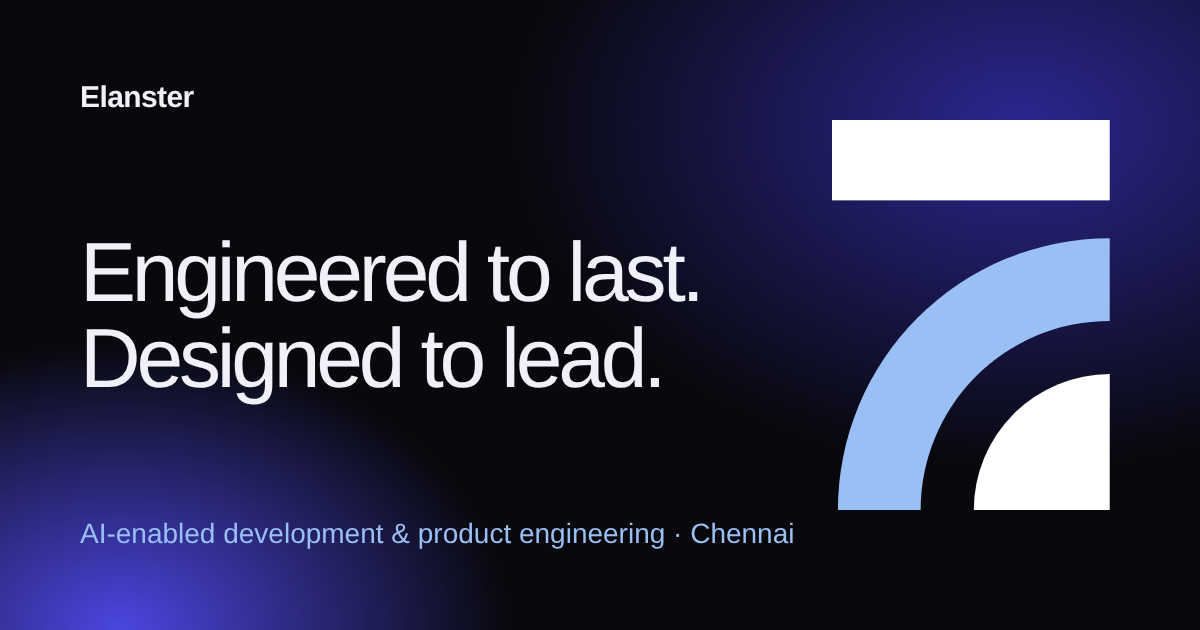 Elanster
Engineered to last.
Designed to lead.
AI-enabled development & product engineering · Chennai